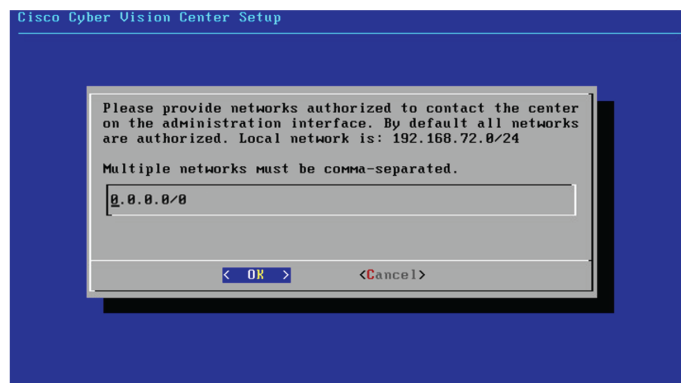 Cisco Cyber Vision Center Setup
Please provide networks authorized to contact the center
on the administration interface. By default all networks
are authorized. Local network is: 192.168.72.0/24
Multiple networks must be comma-separated.
0.0.0.0/0
< OK > <Cancel>